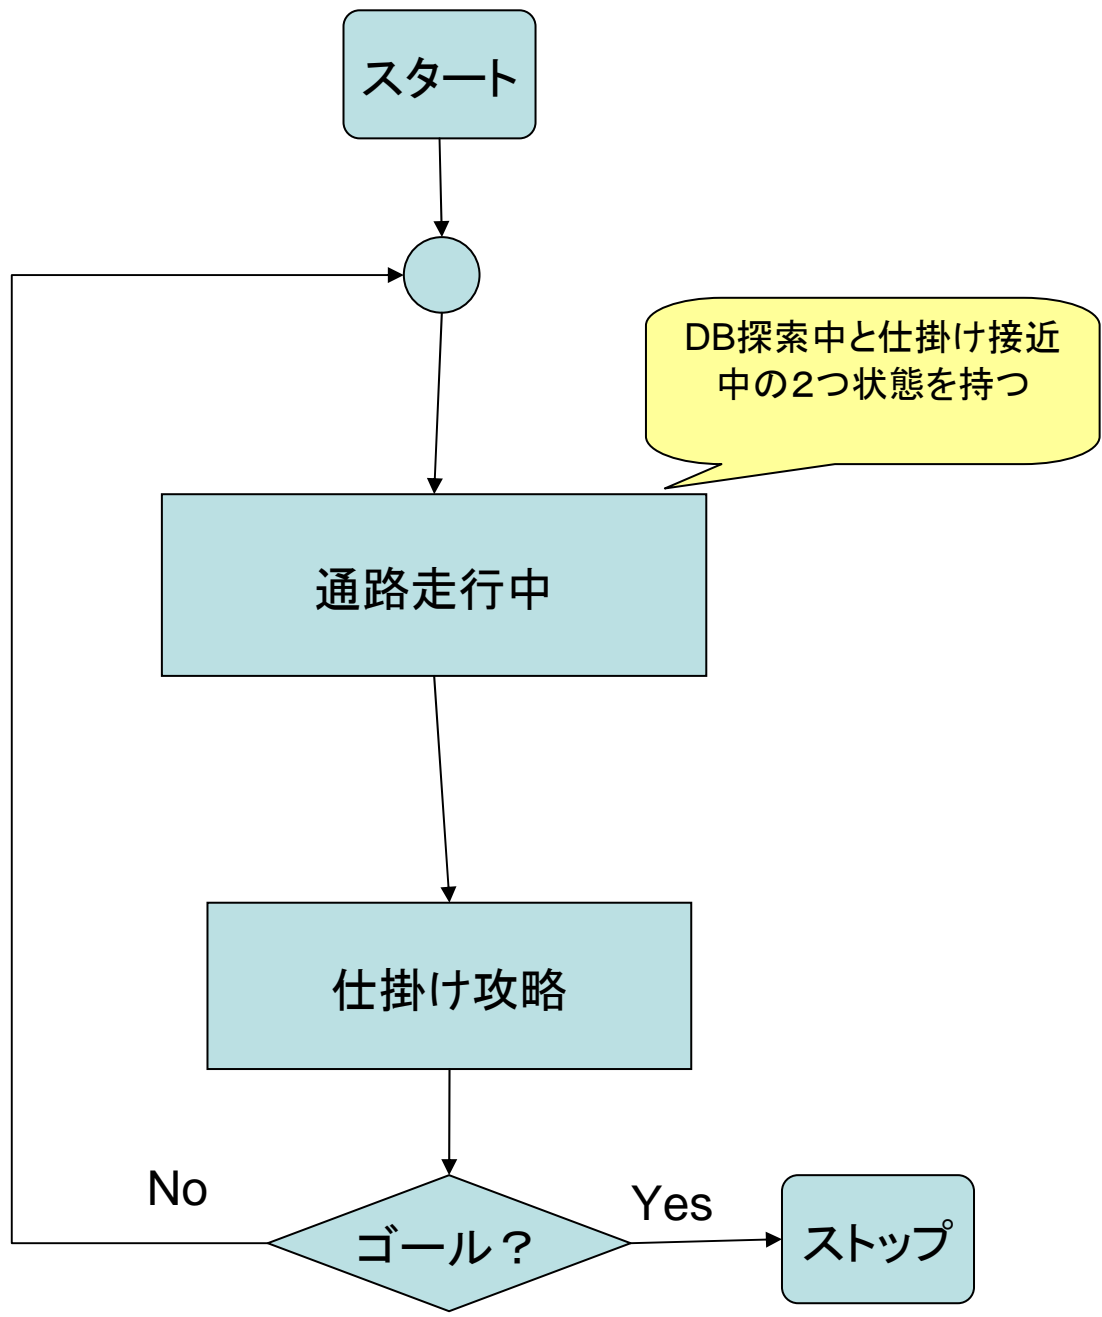 スタート
DB探索中と仕掛け接近
中の２つ状態を持つ
通路走行中
仕掛け攻略
No
Yes
ゴール？
ストップ